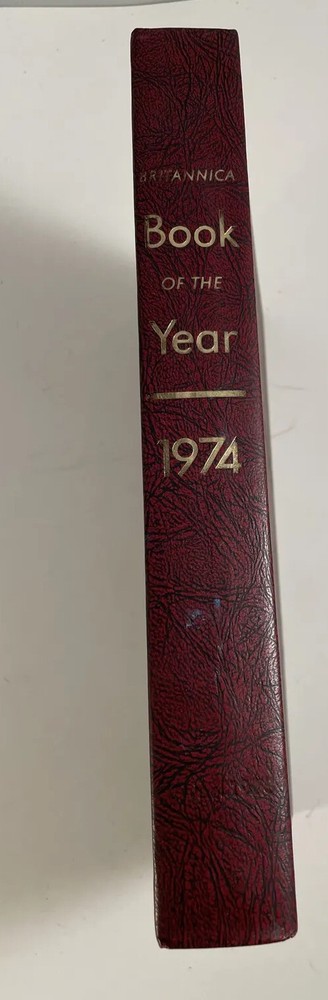 BRITANNICA
Book
OF THE
Year
1974